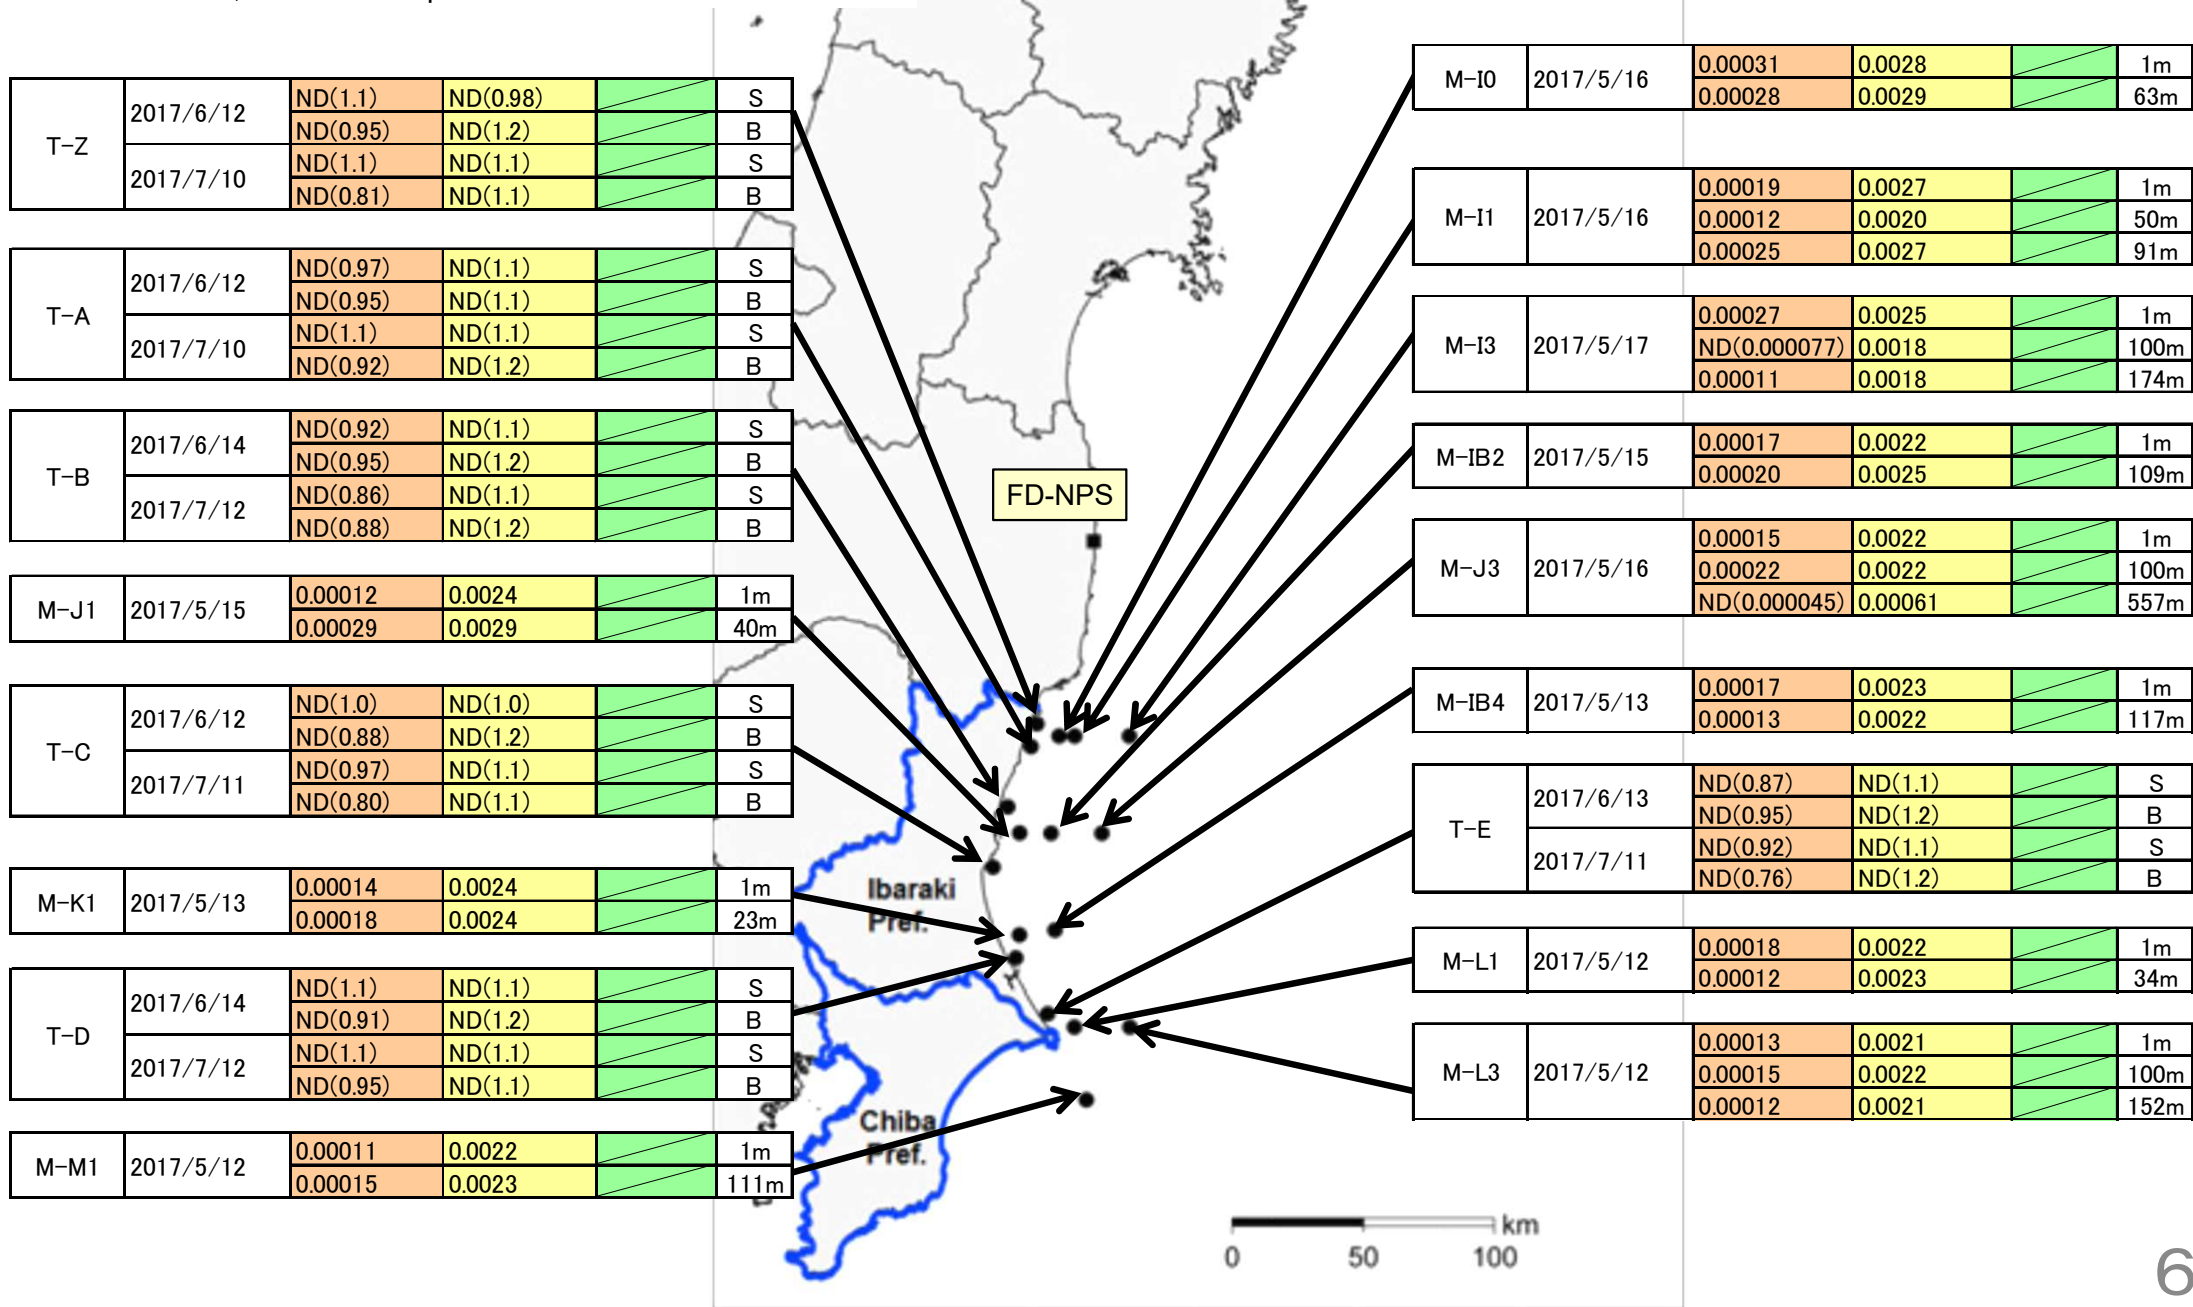 T-Z 2017/6/12 ND(1.1) ND(0.98) S
ND(0.95) ND(1.2) B
2017/7/10 ND(1.1) ND(1.1) S
ND(0.81) ND(1.1) B
T-A 2017/6/12 ND(0.97) ND(1.1) S
ND(0.95) ND(1.1) B
2017/7/10 ND(1.1) ND(1.1) S
ND(0.92) ND(1.2) B
T-B 2017/6/14 ND(0.92) ND(1.1) S
ND(0.95) ND(1.2) B
2017/7/12 ND(0.86) ND(1.1) S
ND(0.88) ND(1.2) B
M-J1 2017/5/15 0.00012 0.0024 1m
0.00029 0.0029 40m
T-C 2017/6/12 ND(1.0) ND(1.0) S
ND(0.88) ND(1.2) B
2017/7/11 ND(0.97) ND(1.1) S
ND(0.80) ND(1.1) B
M-K1 2017/5/13 0.00014 0.0024 1m
0.00018 0.0024 23m
T-D 2017/6/14 ND(1.1) ND(1.1) S
ND(0.91) ND(1.2) B
2017/7/12 ND(1.1) ND(1.1) S
ND(0.95) ND(1.1) B
M-M1 2017/5/12 0.00011 0.0022 1m
0.00015 0.0023 111m
FD-NPS
Ibaraki
Pref.
Chiba
Pref.
km
0 50 100
M-I0 2017/5/16 0.00031 0.0028 1m
0.00028 0.0029 63m
M-I1 2017/5/16 0.00019 0.0027 1m
0.00012 0.0020 50m
0.00025 0.0027 91m
M-I3 2017/5/17 0.00027 0.0025 1m
ND(0.000077) 0.0018 100m
0.00011 0.0018 174m
M-IB2 2017/5/15 0.00017 0.0022 1m
0.00020 0.0025 109m
M-J3 2017/5/16 0.00015 0.0022 1m
0.00022 0.0022 100m
ND(0.000045) 0.00061 557m
M-IB4 2017/5/13 0.00017 0.0023 1m
0.00013 0.0022 117m
T-E 2017/6/13 ND(0.87) ND(1.1) S
ND(0.95) ND(1.2) B
2017/7/11 ND(0.92) ND(1.1) S
ND(0.76) ND(1.2) B
M-L1 2017/5/12 0.00018 0.0022 1m
0.00012 0.0023 34m
M-L3 2017/5/12 0.00013 0.0021 1m
0.00015 0.0022 100m
0.00012 0.0021 152m
6